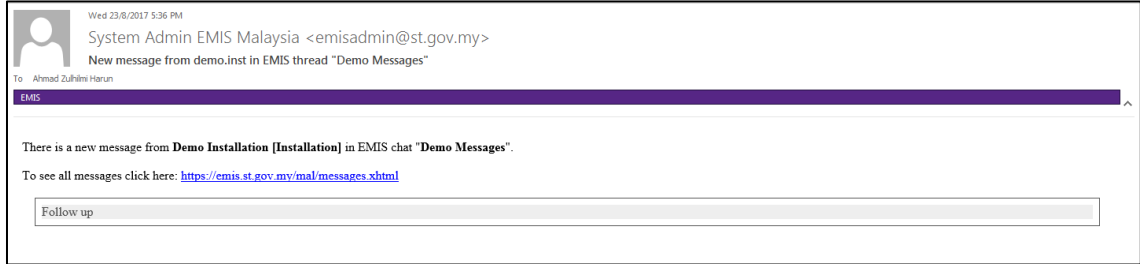 Wed 23/8/2017 5:36 PM
System Admin EMIS Malaysia <emisadmin@st.gov.my>
New message from demo.inst in EMIS thread "Demo Messages"
To Ahmad Zulhilmi Harun
EMIS
There is a new message from Demo Installation [Installation] in EMIS chat "Demo Messages".
To see all messages click here: https://emis.st.gov.my/mal/messages.xhtml
Follow up